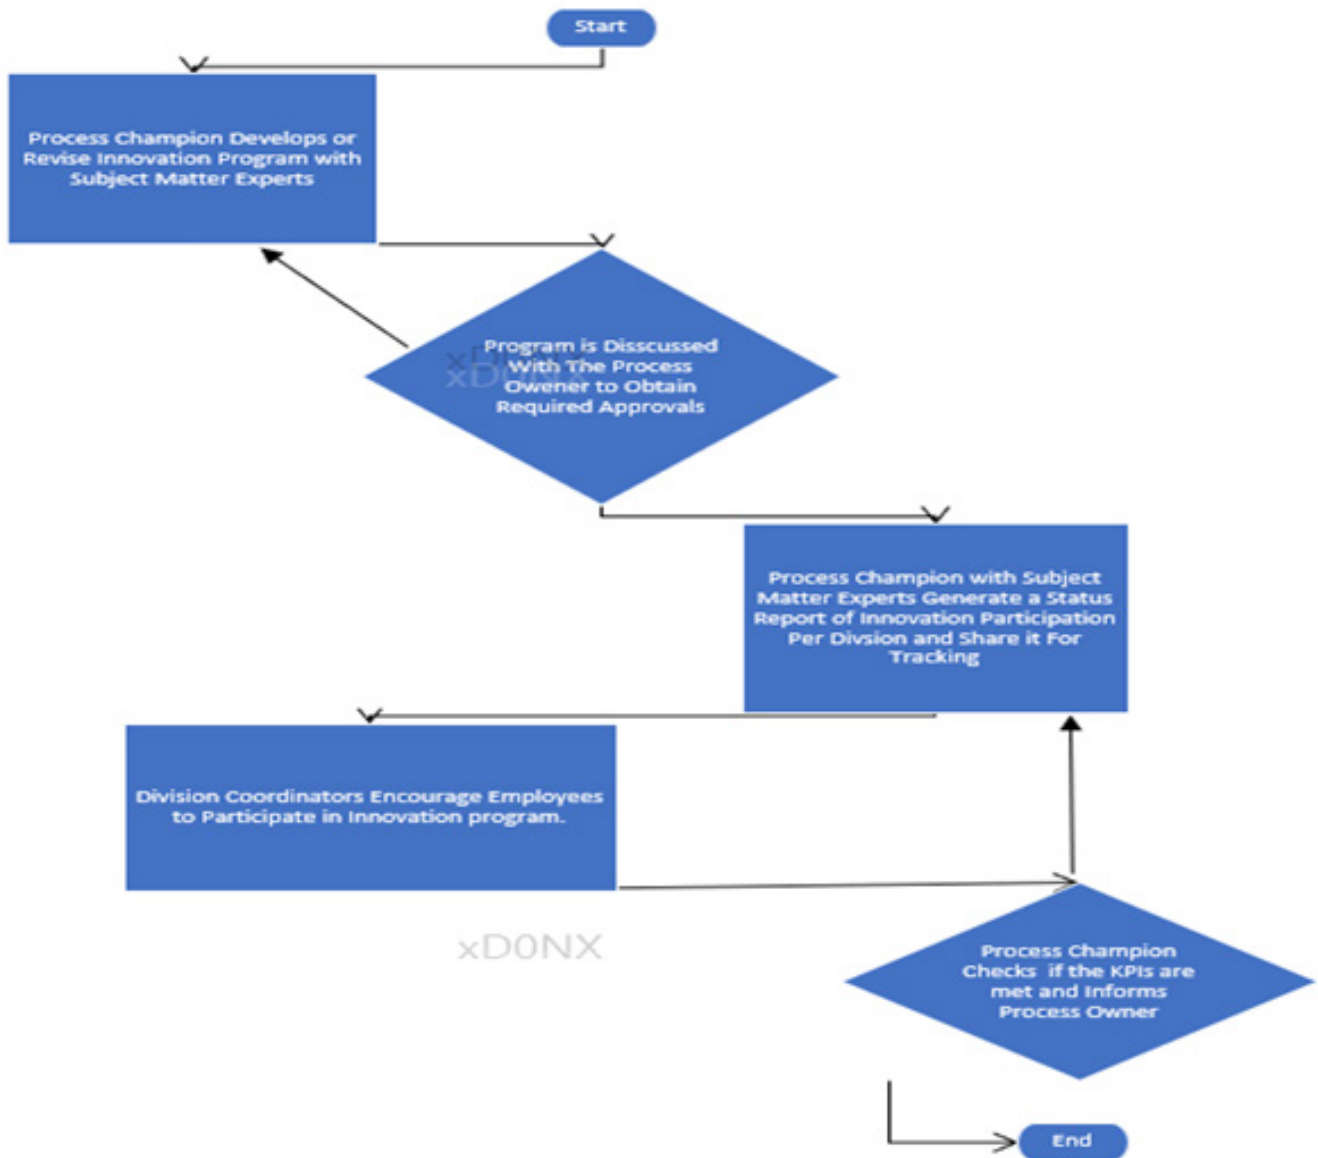 Start
Process Champion Develops or
Revise Innovation Program with
Subject Matter Experts
Program is Disscussed
With The Process
Owener to Obtain
Required Approvals
xD0NX
xD0NX
Process Champion with Subject
Matter Experts Generate a Status
Report of Innovation Participation
Per Divsion and Share it For
Tracking
Division Coordinators Encourage Employees
to Participate in Innovation program.
xD0NX
Process Champion
Checks if the KPIs are
met and Informs
Process Owner
End